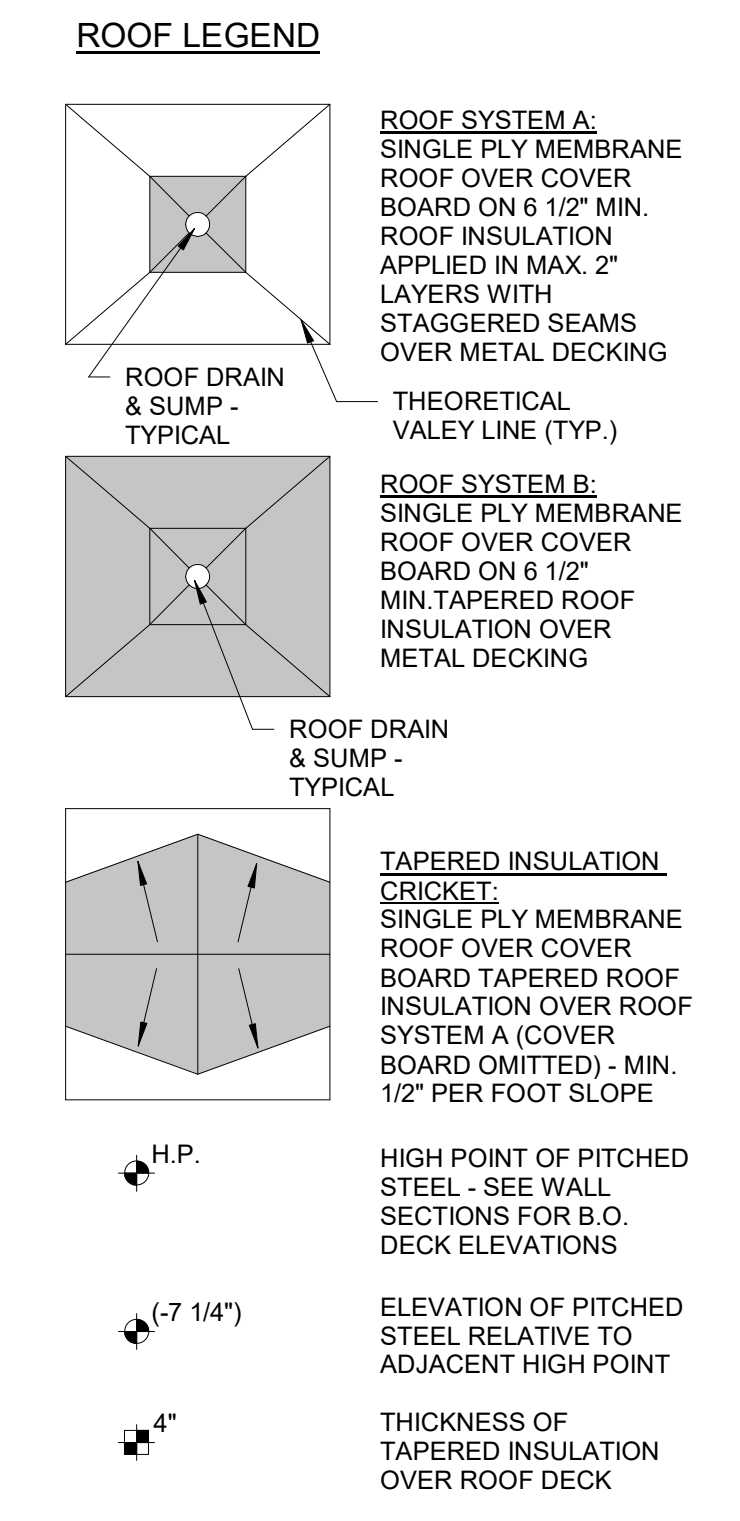 ROOF LEGEND
ROOF SYSTEM A:
SINGLE PLY MEMBRANE
ROOF OVER COVER
BOARD ON 6 1/2" MIN.
ROOF INSULATION
APPLIED IN MAX. 2"
LAYERS WITH
STAGGERED SEAMS
OVER METAL DECKING
ROOF DRAIN
& SUMP -
TYPICAL
THEORETICAL
VALEY LINE (TYP.)
ROOF SYSTEM B:
SINGLE PLY MEMBRANE
ROOF OVER COVER
BOARD ON 6 1/2"
MIN.TAPERED ROOF
INSULATION OVER
METAL DECKING
ROOF DRAIN
& SUMP -
TYPICAL
TAPERED INSULATION
CRICKET:
SINGLE PLY MEMBRANE
ROOF OVER COVER
BOARD TAPERED ROOF
INSULATION OVER ROOF
SYSTEM A (COVER
BOARD OMITTED) - MIN.
1/2" PER FOOT SLOPE
H.P.
HIGH POINT OF PITCHED
STEEL - SEE WALL
SECTIONS FOR B.O.
DECK ELEVATIONS
(-7 1/4")
ELEVATION OF PITCHED
STEEL RELATIVE TO
ADJACENT HIGH POINT
4"
THICKNESS OF
TAPERED INSULATION
OVER ROOF DECK